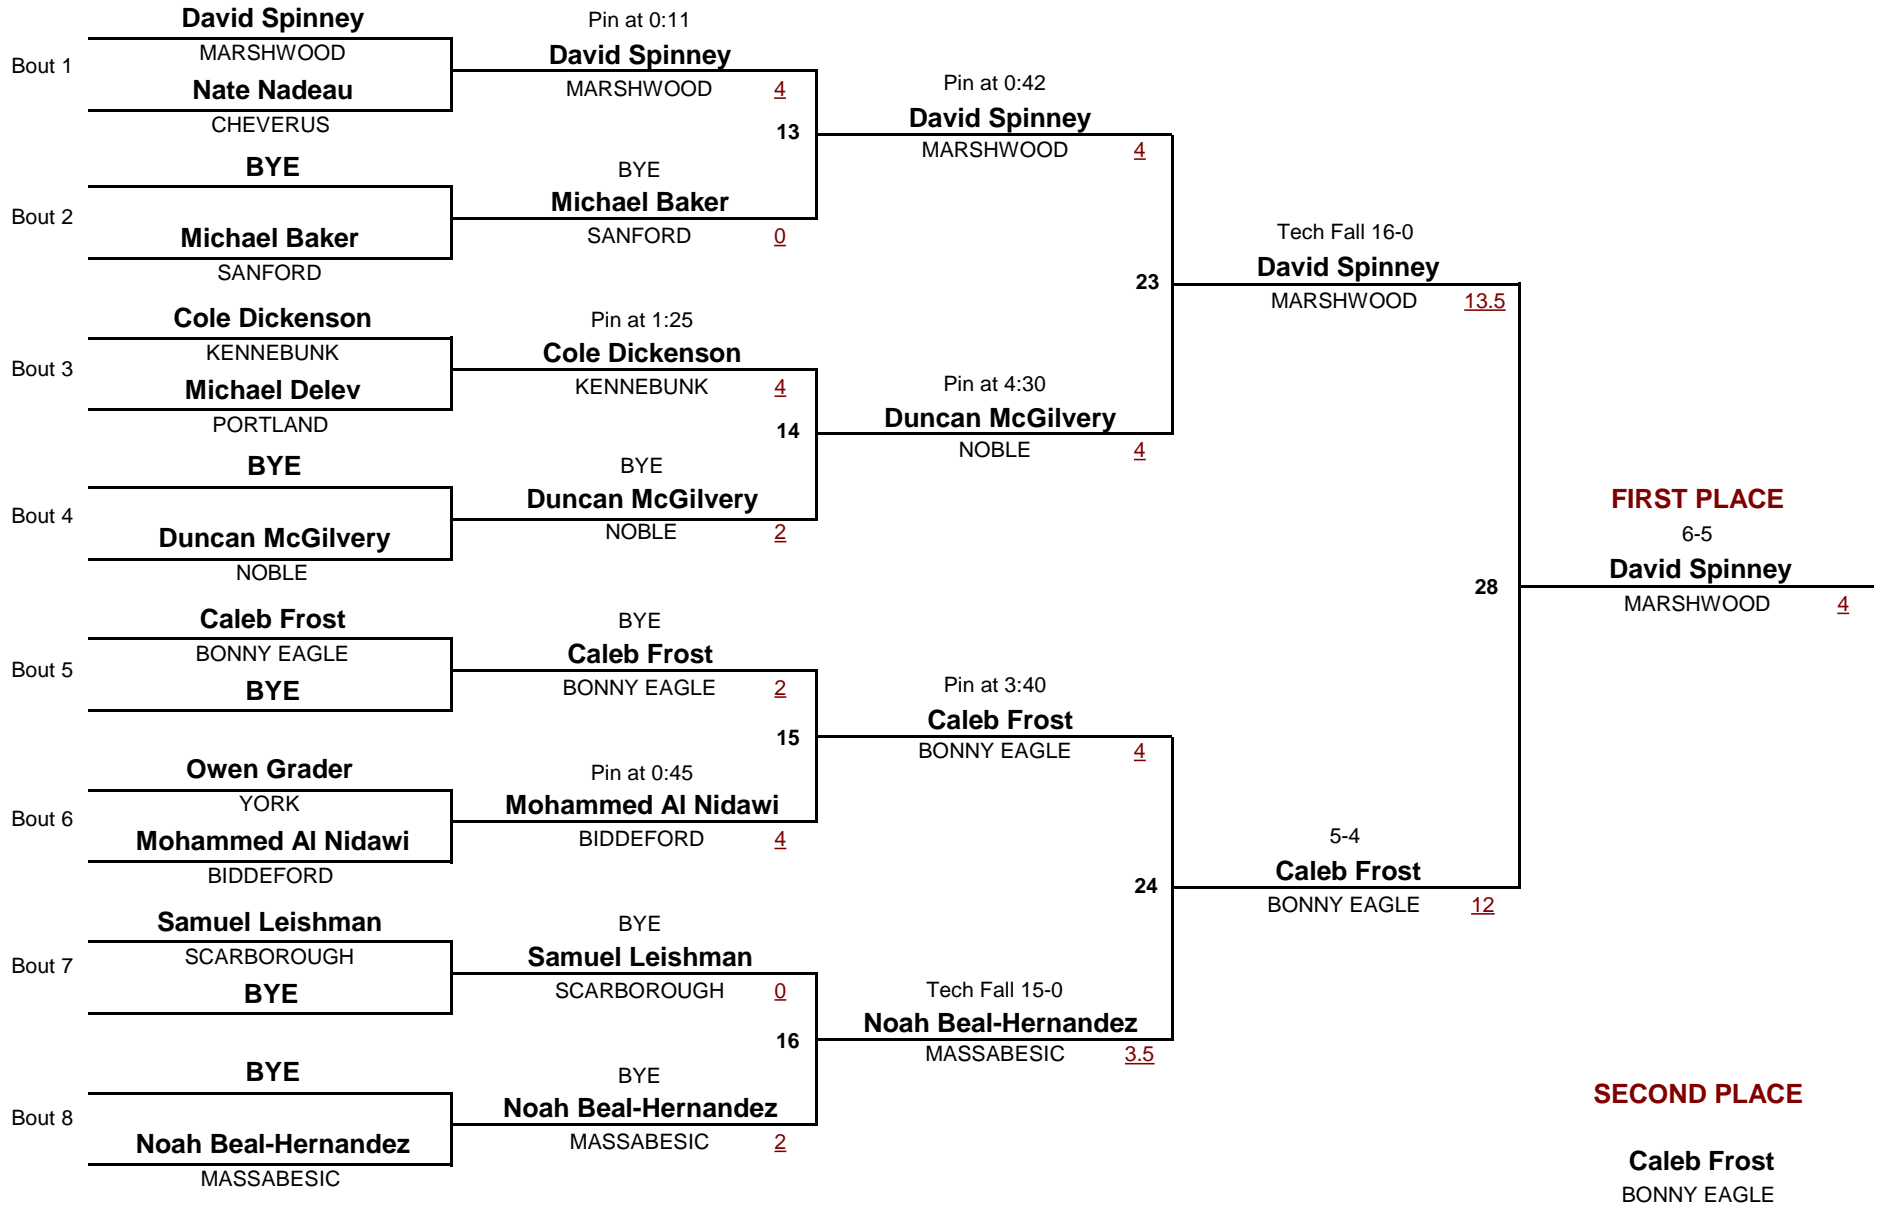 David Spinney
Bout 1
MARSHWOOD
Nate Nadeau
CHEVERUS
BYE
Bout 2
Michael Baker
SANFORD
Cole Dickenson
Bout 3
KENNEBUNK
Michael Delev
PORTLAND
BYE
Bout 4
Duncan McGilvery
NOBLE
Caleb Frost
Bout 5
BONNY EAGLE
BYE
Owen Grader
Bout 6
YORK
Mohammed Al Nidawi
BIDDEFORD
Samuel Leishman
Bout 7
SCARBOROUGH
BYE
BYE
Bout 8
Noah Beal-Hernandez
MASSABESIC
Pin at 0:11
David Spinney
MARSHWOOD 4
13
BYE
Michael Baker
SANFORD 0
Pin at 1:25
Cole Dickenson
KENNEBUNK 4
14
BYE
Duncan McGilvery
NOBLE 2
BYE
Caleb Frost
BONNY EAGLE 2
15
Pin at 0:45
Mohammed Al Nidawi
BIDDEFORD 4
BYE
Samuel Leishman
SCARBOROUGH 0
16
BYE
Noah Beal-Hernandez
MASSABESIC 2
Pin at 0:42
David Spinney
MARSHWOOD 4
23
Pin at 4:30
Duncan McGilvery
NOBLE 4
Pin at 3:40
Caleb Frost
BONNY EAGLE 4
24
Tech Fall 15-0
Noah Beal-Hernandez
MASSABESIC 3.5
Tech Fall 16-0
David Spinney
MARSHWOOD 13.5
28
5-4
Caleb Frost
BONNY EAGLE 12
FIRST PLACE
6-5
David Spinney
MARSHWOOD 4
SECOND PLACE
Caleb Frost
BONNY EAGLE